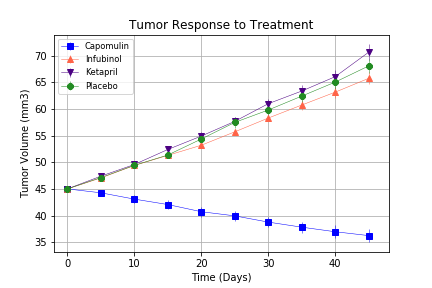 Tumor Response to Treatment
Capomulin
Infubinol
Ketapril
Placebo
Tumor Volume (mm3)
70
65
60
55
50
45
40
35
0
10
20
30
40
Time (Days)